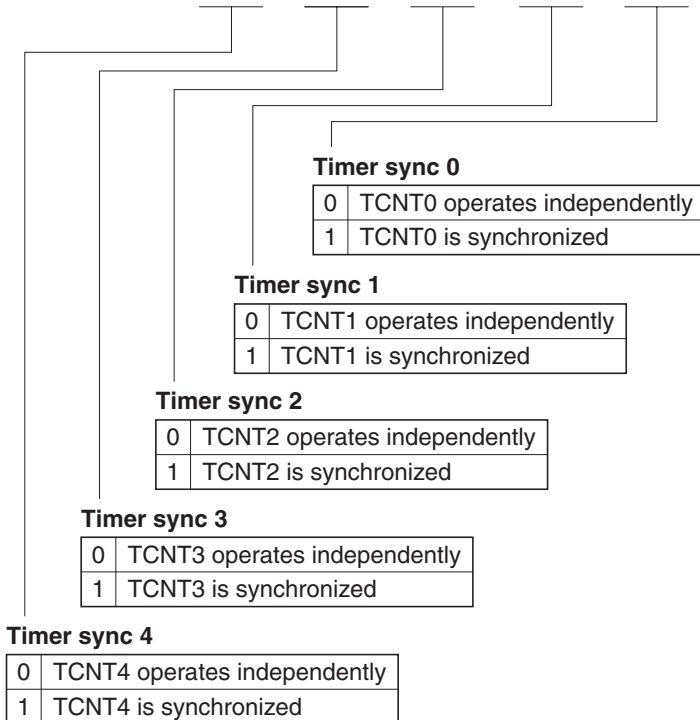 Timer sync 0
0 TCNT0 operates independently
1 TCNT0 is synchronized
Timer sync 1
0 TCNT1 operates independently
1 TCNT1 is synchronized
Timer sync 2
0 TCNT2 operates independently
1 TCNT2 is synchronized
Timer sync 3
0 TCNT3 operates independently
1 TCNT3 is synchronized
Timer sync 4
0 TCNT4 operates independently
1 TCNT4 is synchronized